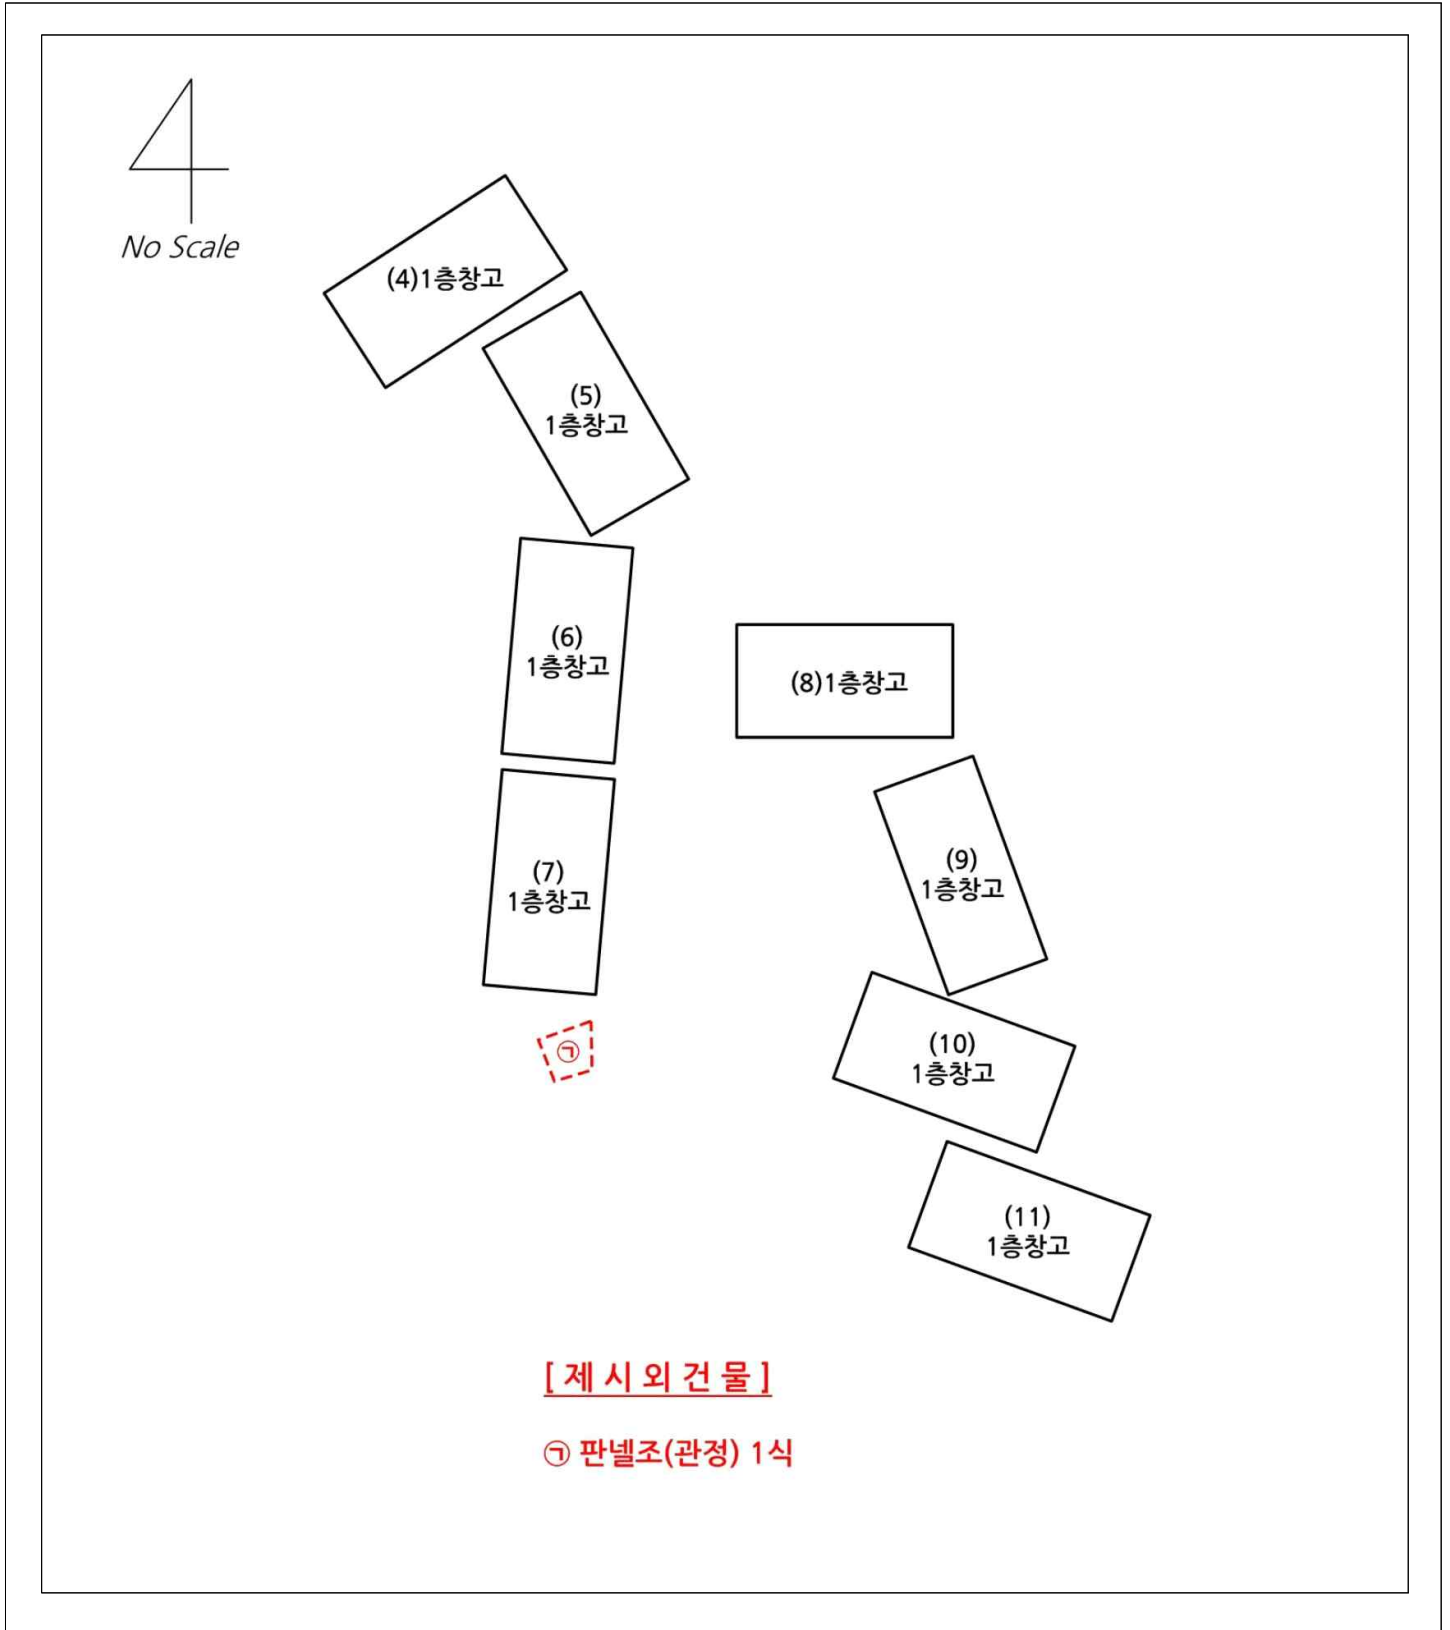 No Scale
(4)1층창고
(5)
1층창고
(6)
1층창고
(8)1층창고
(7)
1층창고
(9)
1층창고
㉠
(10)
1층창고
(11)
1층창고
[ 제 시 외 건 물 ]
㉠ 판넬조(관정) 1식